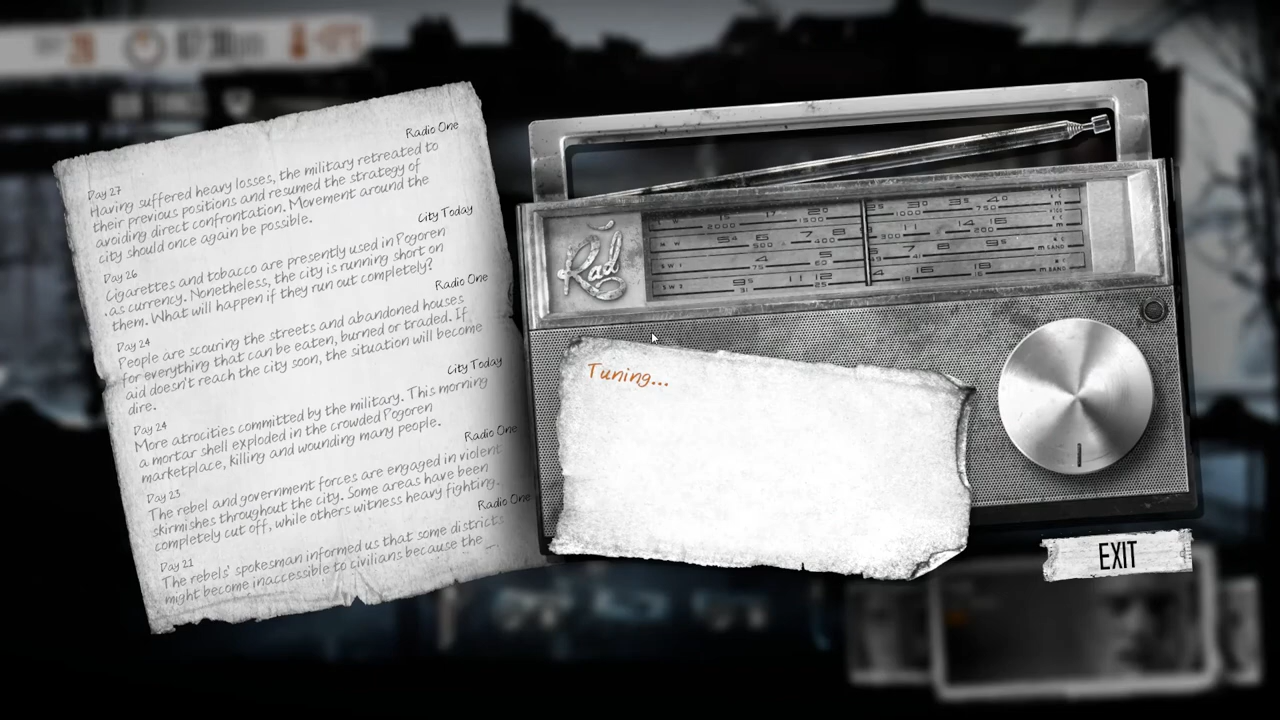 Radio One
Day 27
Having suffered heavy losses, the military retreated to
their previous positions and resumed the strategy of
avoiding direct confrontation. Movement around the
city should once again be possible.
City Today
Day 26
Cigarettes and tobacco are presently used in Pogoren
as currency. Nonetheless, the city is running short on
them. What will happen if they run out completely?
Radio One
Day 24
People are scouring the streets and abandoned houses
for everything that can be eaten, burned or traded. If
aid doesn't reach the city soon, the situation will become
dire.
City Today
Day 24
More atrocities committed by the military. This morning
a mortar shell exploded in the crowded Pogoren
marketplace, killing and wounding many people.
Radio One
Day 23
The rebel and government forces are engaged in violent
skirmishes throughout the city. Some areas have been
completely cut off, while others witness heavy fighting.
Radio One
Day 21
The rebels' spokesman informed us that some districts
might become inaccessible to civilians because the
Rad
Tuning...
EXIT